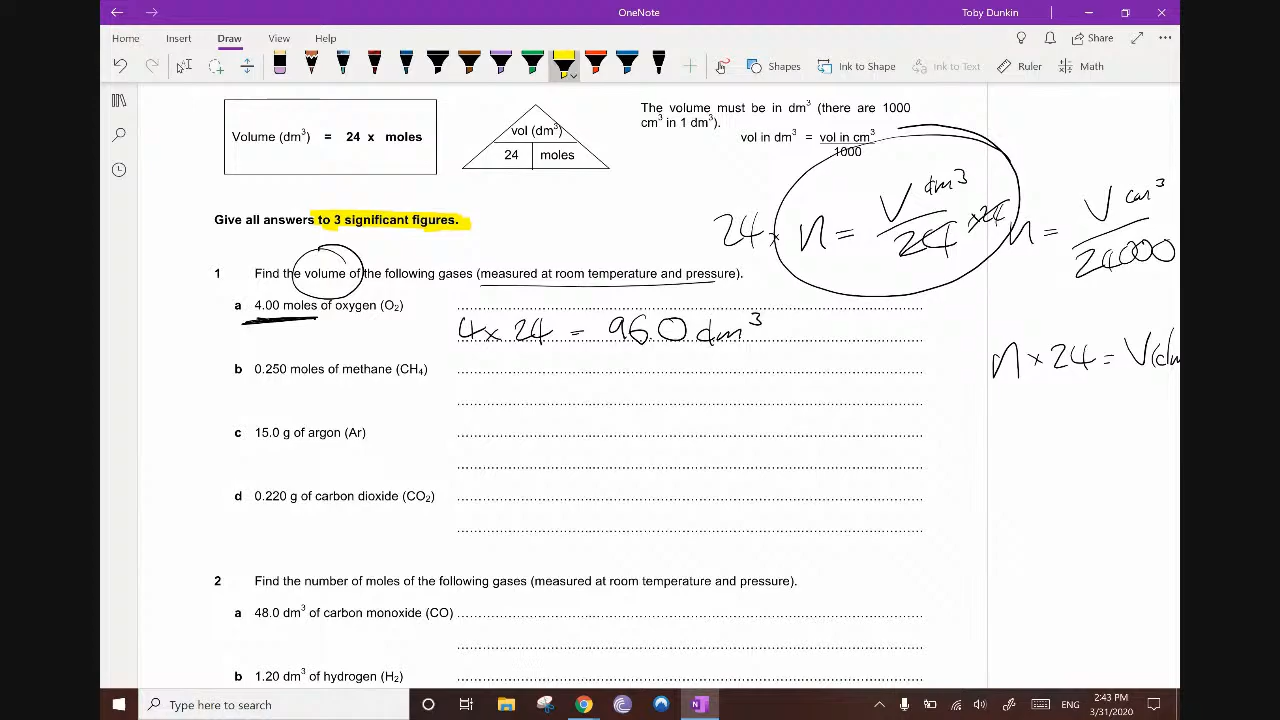 OneNote
Toby Dunkin
Home Insert Draw View Help
Share
Ink to Shape
Shapes
Ink to Text
Ruler
Math
Volume (dm³) = 24 x moles
vol (dm³)
24 moles
The volume must be in dm³ (there are 1000
cm³ in 1 dm³).
vol in dm³ = vol in cm³
1000
Give all answers to 3 significant figures.
24 × n = V dm³
24 ×24
n = V cm³
24000
1 Find the volume of the following gases (measured at room temperature and pressure).
a 4.00 moles of oxygen (O₂)
4 × 24 = 96.0 dm³
n × 24 = V(dm
b 0.250 moles of methane (CH₄)
c 15.0 g of argon (Ar)
d 0.220 g of carbon dioxide (CO₂)
2 Find the number of moles of the following gases (measured at room temperature and pressure).
a 48.0 dm³ of carbon monoxide (CO)
b 1.20 dm³ of hydrogen (H₂)
Type here to search
ENG
2:43 PM
3/31/2020